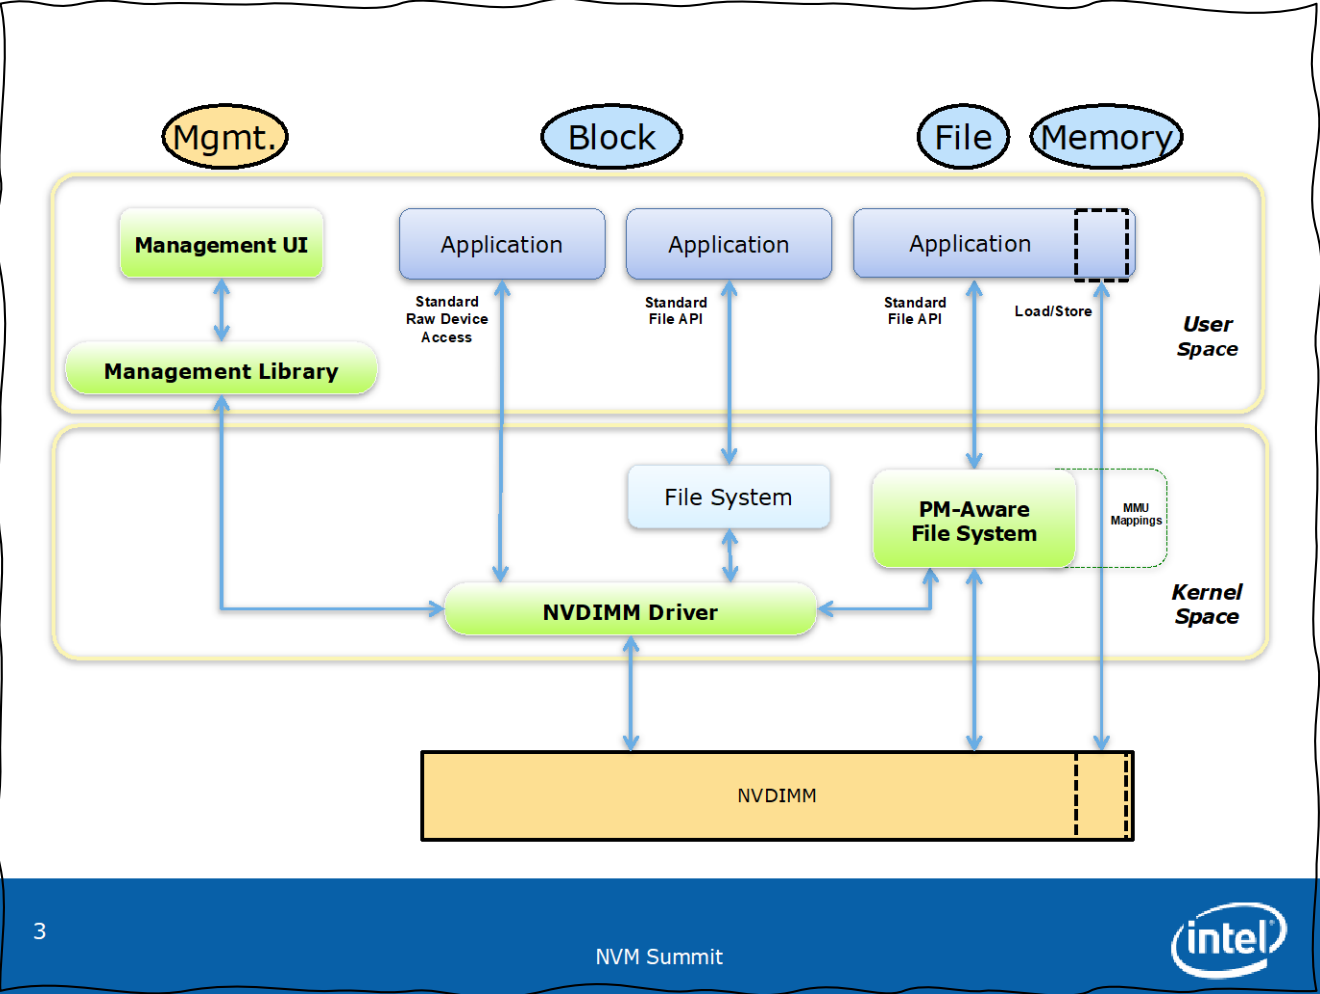 Mgmt.
Block
File
Memory
Management UI
Application
Application
Application
Standard
Raw Device
Access
Standard
File API
Standard
File API
Load/Store
User
Space
Management Library
File System
PM-Aware
File System
MMU
Mappings
Kernel
Space
NVDIMM Driver
NVDIMM
3
NVM Summit
intel